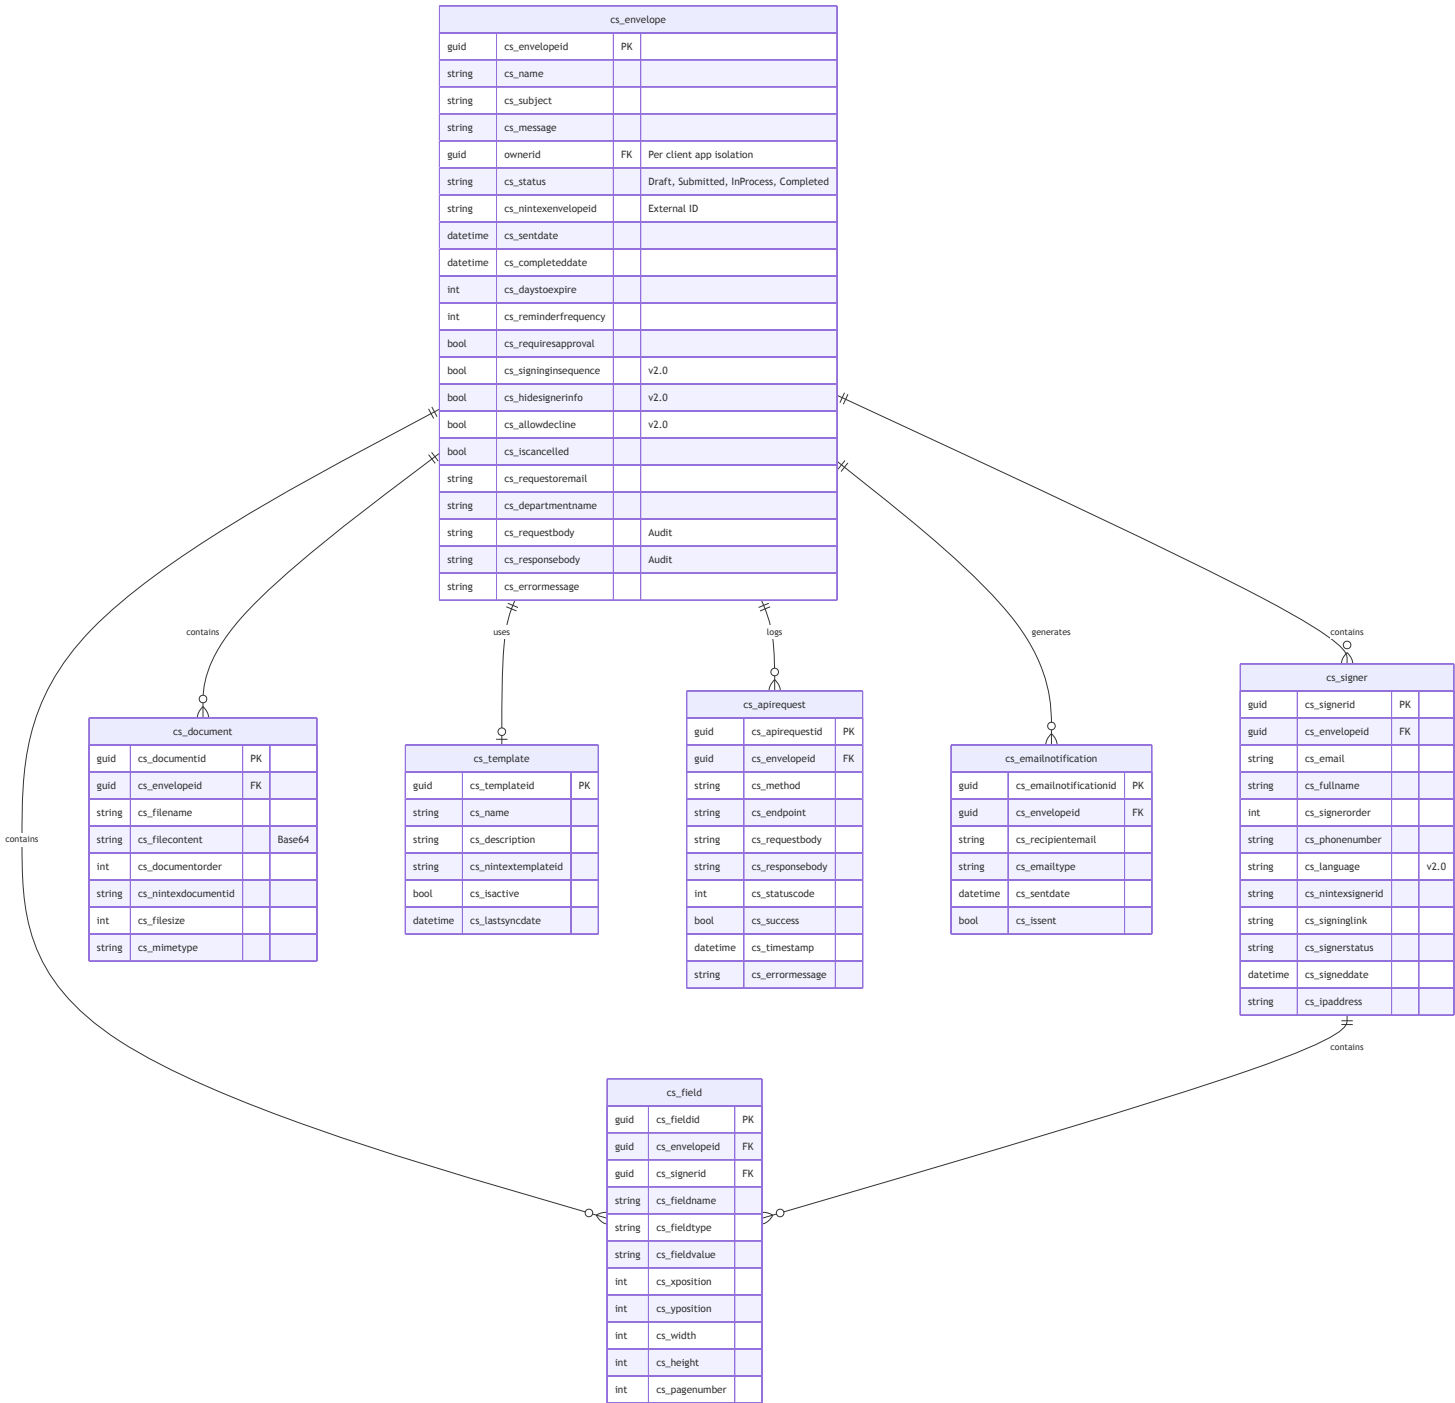 cs_envelope
guid cs_envelopeid PK
string cs_name
string cs_subject
string cs_message
guid ownerid FK Per client app isolation
string cs_status Draft, Submitted, InProcess, Completed
string cs_nintexenvelopeid External ID
datetime cs_sentdate
datetime cs_completeddate
int cs_daystoexpire
int cs_reminderfrequency
bool cs_requiresapproval
bool cs_signinginsequence v2.0
bool cs_hidesignerinfo v2.0
bool cs_allowdecline v2.0
bool cs_iscancelled
string cs_requestoremail
string cs_departmentname
string cs_requestbody Audit
string cs_responsebody Audit
string cs_errormessage
contains
uses
logs
generates
contains
contains
cs_document
guid cs_documentid PK
guid cs_envelopeid FK
string cs_filename
string cs_filecontent Base64
int cs_documentorder
string cs_nintexdocumentid
int cs_filesize
string cs_mimetype
cs_template
guid cs_templateid PK
string cs_name
string cs_description
string cs_nintextemplateid
bool cs_isactive
datetime cs_lastsyncdate
cs_apirequest
guid cs_apirequestid PK
guid cs_envelopeid FK
string cs_method
string cs_endpoint
string cs_requestbody
string cs_responsebody
int cs_statuscode
bool cs_success
datetime cs_timestamp
string cs_errormessage
cs_emailnotification
guid cs_emailnotificationid PK
guid cs_envelopeid FK
string cs_recipientemail
string cs_emailtype
datetime cs_sentdate
bool cs_issent
cs_signer
guid cs_signerid PK
guid cs_envelopeid FK
string cs_email
string cs_fullname
int cs_signerorder
string cs_phonenumber
string cs_language v2.0
string cs_nintexsignerid
string cs_signinglink
string cs_signerstatus
datetime cs_signeddate
string cs_ipaddress
contains
cs_field
guid cs_fieldid PK
guid cs_envelopeid FK
guid cs_signerid FK
string cs_fieldname
string cs_fieldtype
string cs_fieldvalue
int cs_xposition
int cs_yposition
int cs_width
int cs_height
int cs_pagenumber